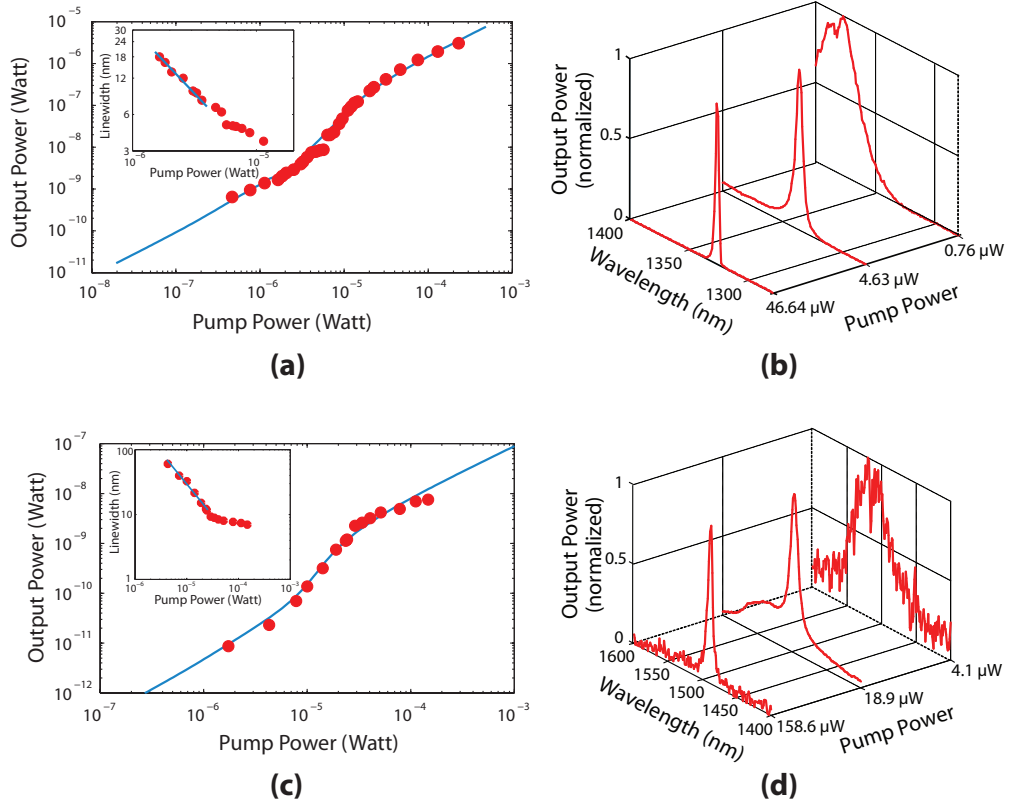 Output Power (Watt)
10⁻⁵
10⁻⁶
10⁻⁷
10⁻⁸
10⁻⁹
10⁻¹⁰
10⁻¹¹
10⁻⁸
10⁻⁷
10⁻⁶
10⁻⁵
10⁻⁴
10⁻³
Pump Power (Watt)
Linewidth (nm)
30
24
18
12
6
3
10⁻⁶
10⁻⁵
Pump Power (Watt)
(a)
Output Power
(normalized)
1
0.5
0
1400
1350
1300
Wavelength (nm)
46.64 μW
4.63 μW
0.76 μW
Pump Power
(b)
Output Power (Watt)
10⁻⁷
10⁻⁸
10⁻⁹
10⁻¹⁰
10⁻¹¹
10⁻¹²
10⁻⁷
10⁻⁶
10⁻⁵
10⁻⁴
10⁻³
Pump Power (Watt)
Linewidth (nm)
100
10
1
10⁻⁶
10⁻⁵
10⁻⁴
10⁻³
Pump Power (Watt)
(c)
Output Power
(normalized)
1
0.5
0
1600
1550
1500
1450
1400
Wavelength (nm)
158.6 μW
18.9 μW
4.1 μW
Pump Power
(d)